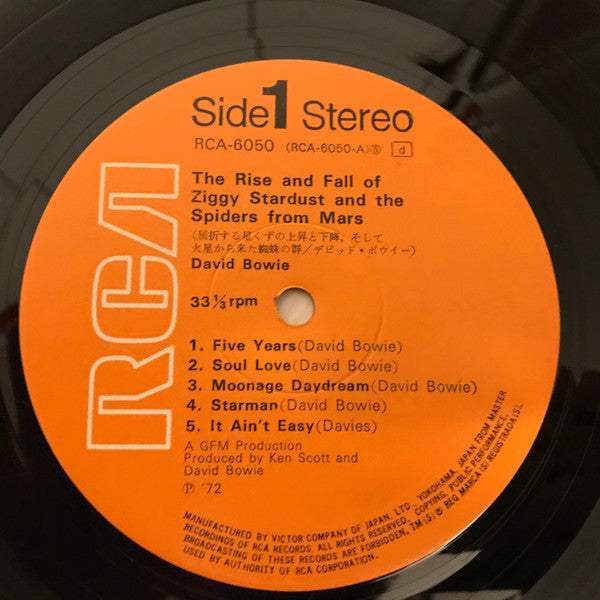 RCA
Side 1 Stereo
RCA-6050 (RCA-6050-A)Ⓢ d
The Rise and Fall of
Ziggy Stardust and the
Spiders from Mars
(屈折する星くずの上昇と下降、そして
火星から来た蜘蛛の群/デビッド・ボウイー)
David Bowie
33⅓ rpm
1. Five Years(David Bowie)
2. Soul Love(David Bowie)
3. Moonage Daydream(David Bowie)
4. Starman(David Bowie)
5. It Ain't Easy(Davies)
A GFM Production
Produced by Ken Scott and
David Bowie
Ⓟ '72
MANUFACTURED BY VICTOR COMPANY OF JAPAN, LTD. YOKOHAMA, JAPAN FROM MASTER
RECORDINGS OF RCA RECORDS. ALL RIGHTS RESERVED. COPYING, PUBLIC PERFORMANCE,
BROADCASTING OF THESE RECORDS ARE FORBIDDEN, TM(S)® REG MARCA(S) REGISTRADA(S),
USED BY AUTHORITY OF RCA CORPORATION.